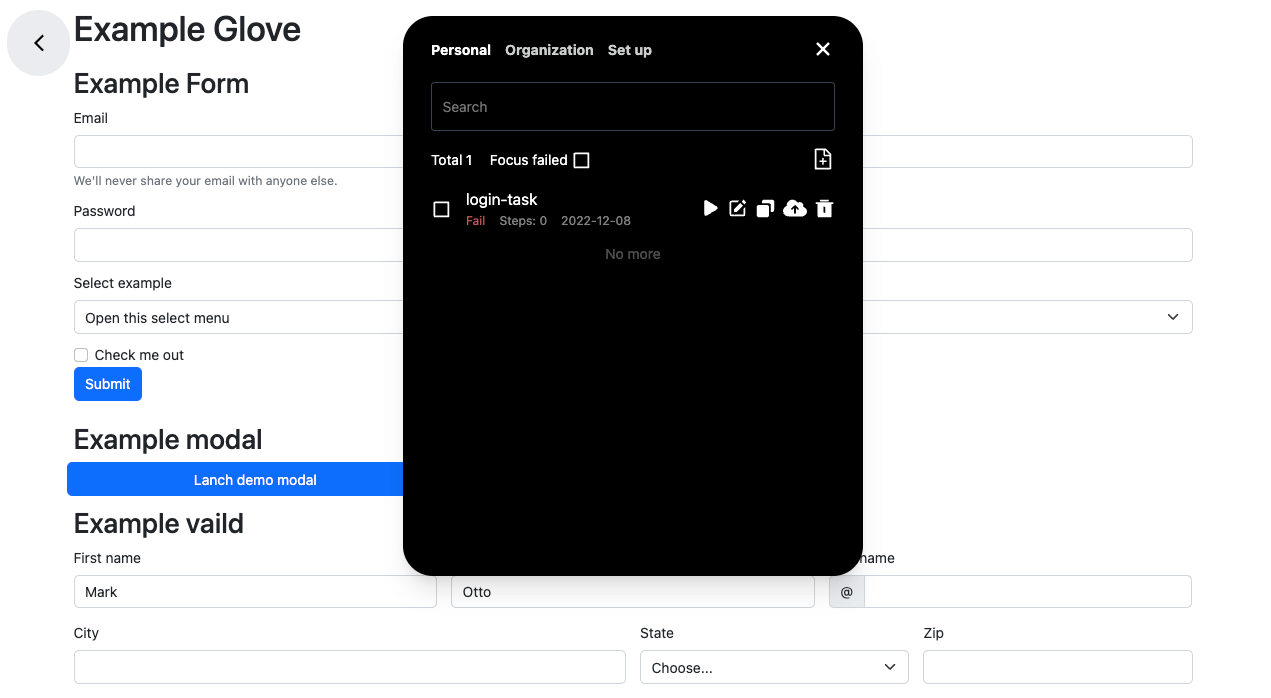 Example Glove
Example Form
Email
We'll never share your email with anyone else.
Password
Select example
Open this select menu
Check me out
Submit
Example modal
Lanch demo modal
Example vaild
First name
name
Mark
Otto
@
City
State
Zip
Choose...
Personal Organization Set up
Search
Total 1 Focus failed
login-task
Fail Steps: 0 2022-12-08
No more